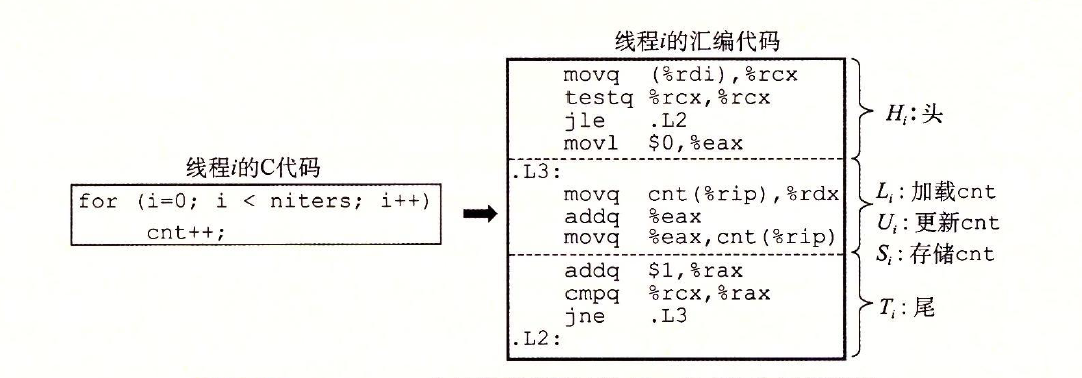 线程i的汇编代码
movq (%rdi),%rcx
testq %rcx,%rcx
jle .L2
movl $0,%eax
H_i:头
线程i的C代码
for (i=0; i < niters; i++)
cnt++;
.L3:
movq cnt(%rip),%rdx
addq %eax
movq %eax,cnt(%rip)
L_i:加载cnt
U_i:更新cnt
S_i:存储cnt
addq $1,%rax
cmpq %rcx,%rax
jne .L3
.L2:
T_i:尾